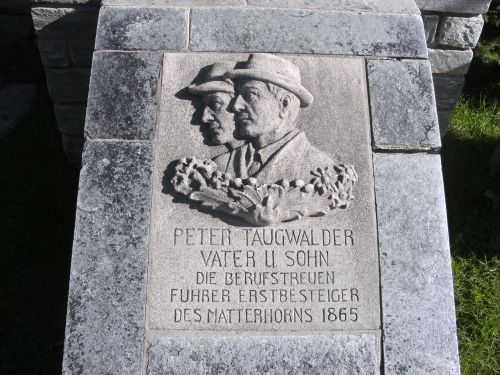 PETER TAUGWALDER
VATER U. SOHN
DIE BERUFSTREUEN
FÜHRER ERSTBESTEIGER
DES MATTERHORNS 1865